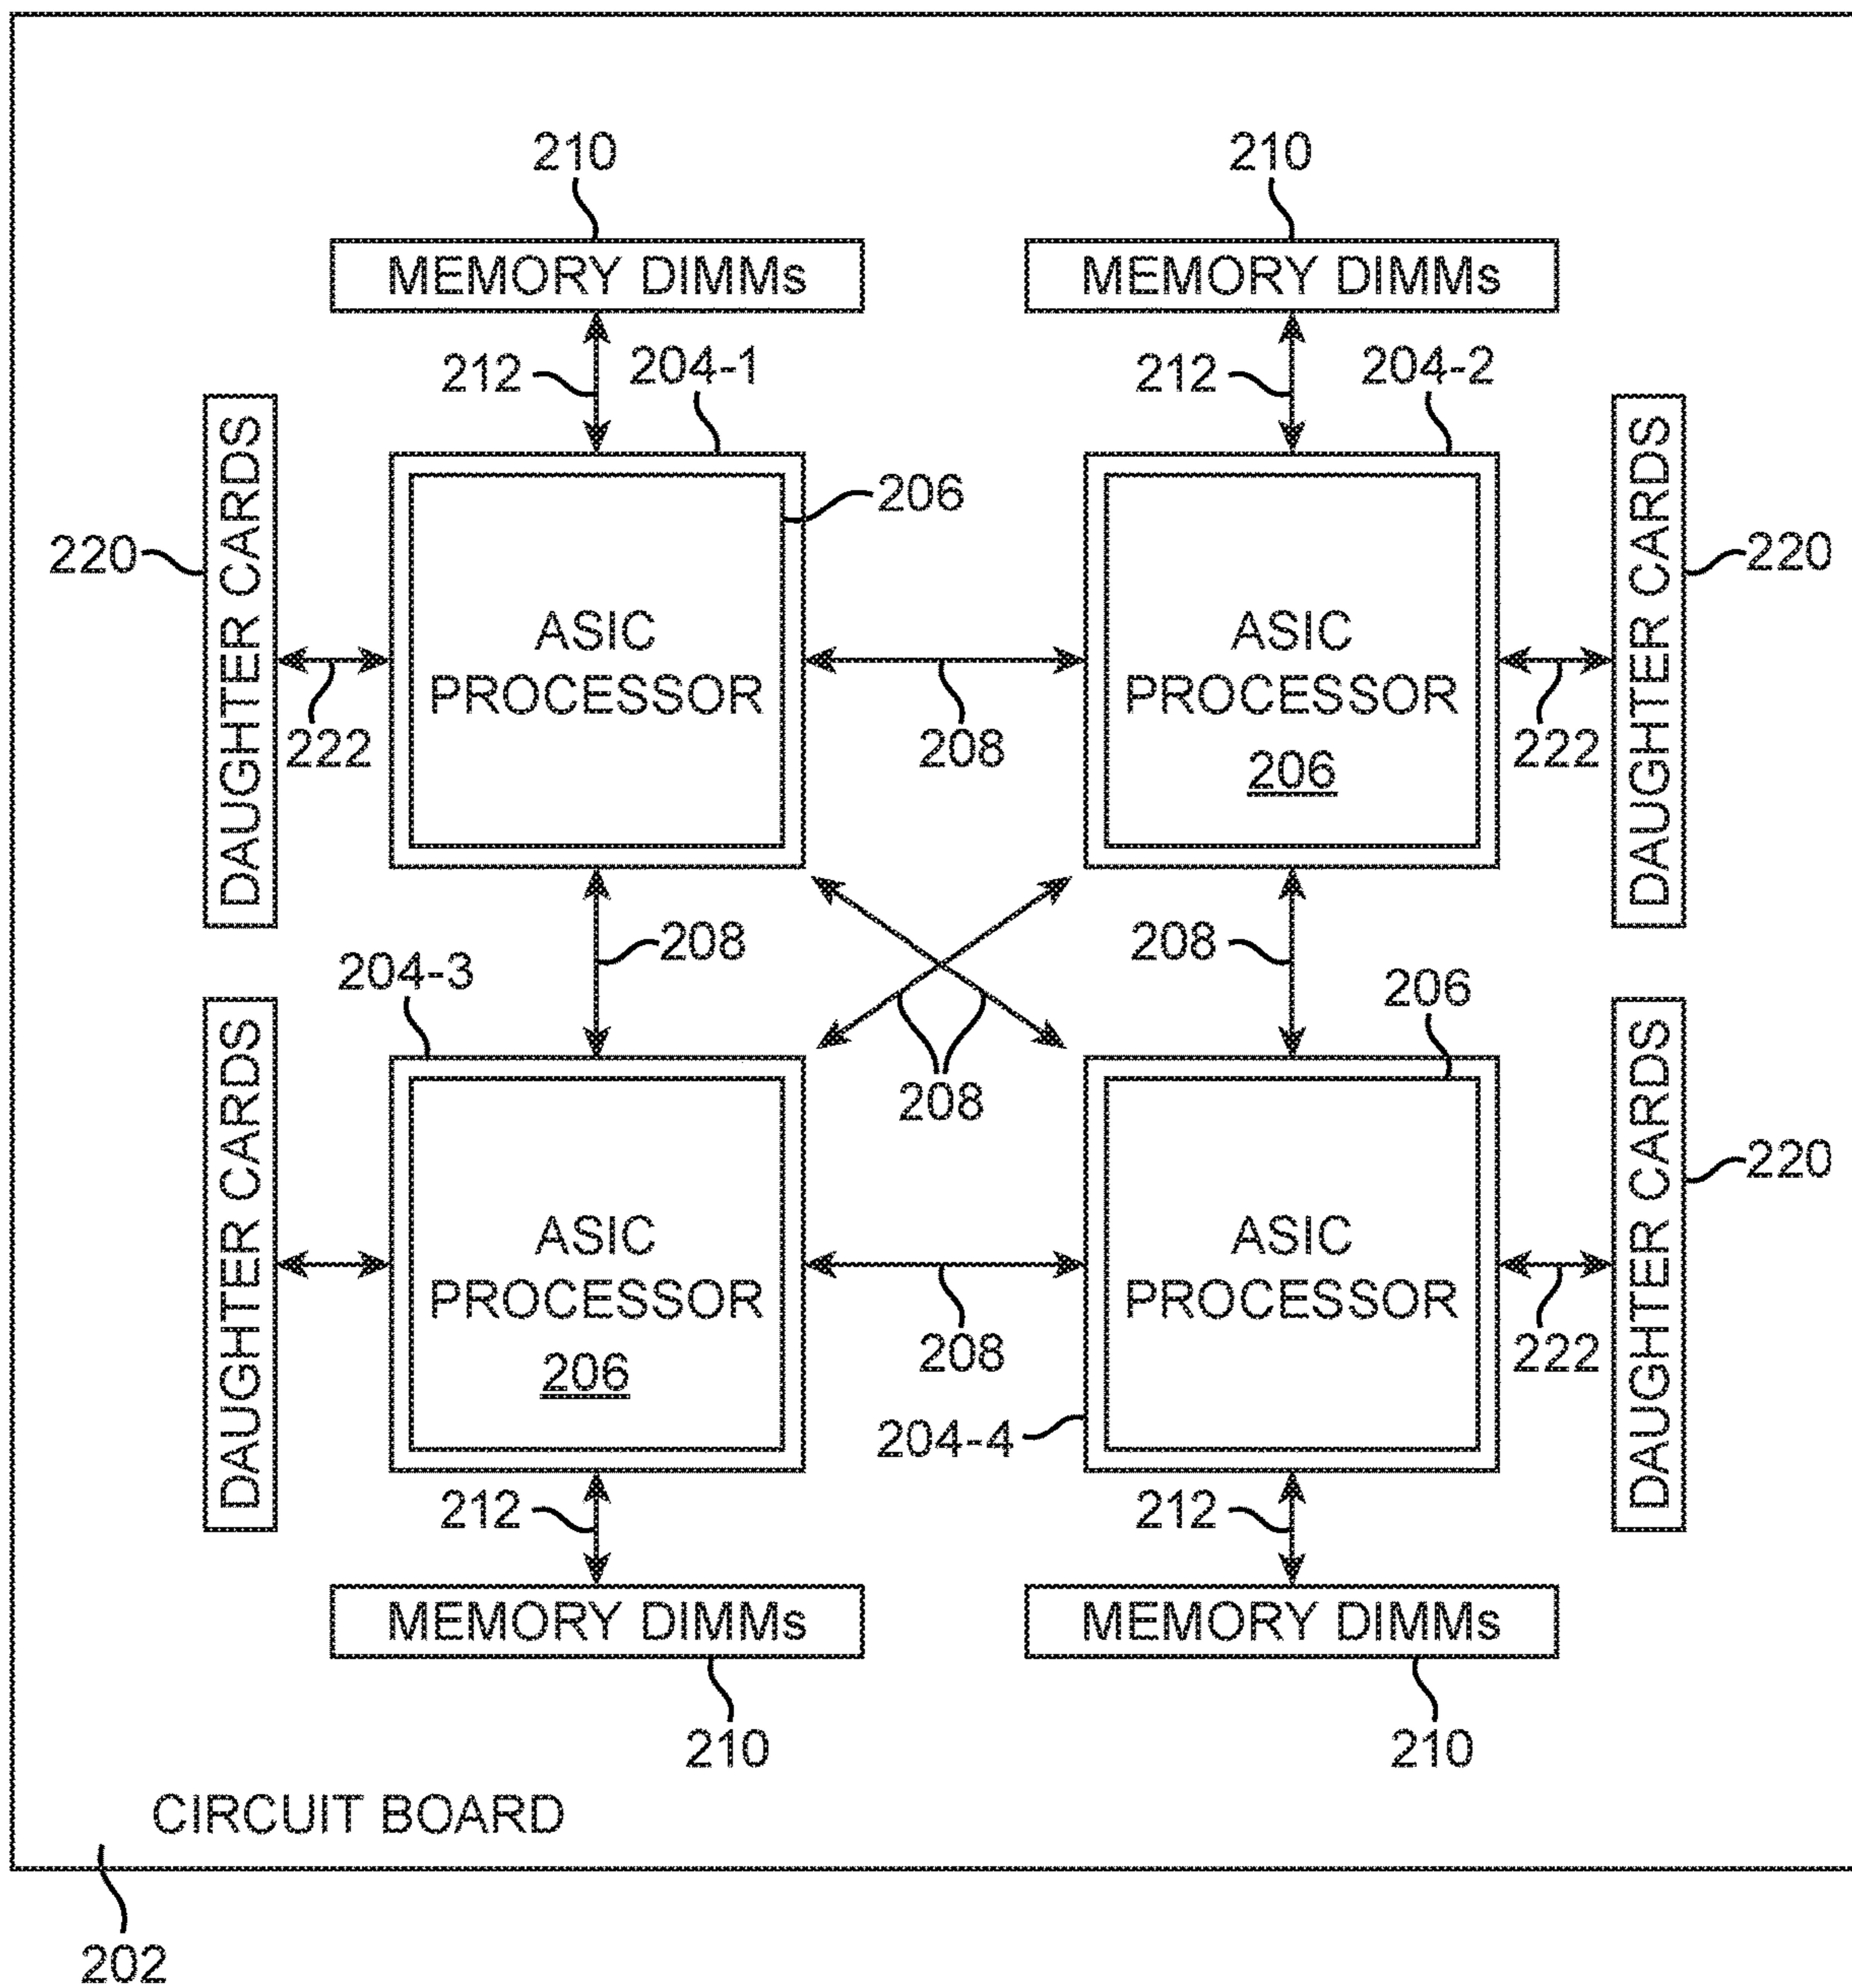 210
210
MEMORY DIMMs
MEMORY DIMMs
212
204-1
212
204-2
DAUGHTER CARDS
220
206
DAUGHTER CARDS
220
ASIC
PROCESSOR
ASIC
PROCESSOR
206
222
208
222
208
208
204-3
206
208
DAUGHTER CARDS
DAUGHTER CARDS
220
ASIC
PROCESSOR
206
ASIC
PROCESSOR
208
222
204-4
212
212
MEMORY DIMMs
MEMORY DIMMs
210
210
CIRCUIT BOARD
202